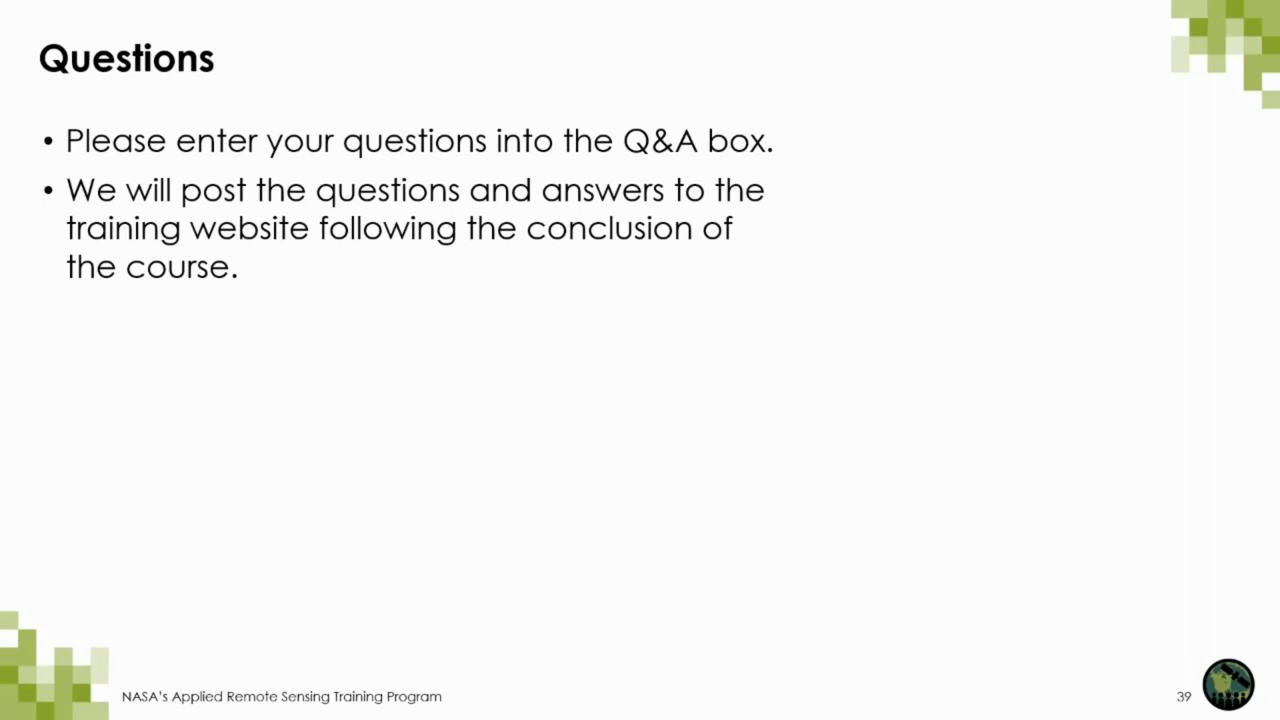 Questions
• Please enter your questions into the Q&A box.
• We will post the questions and answers to the
training website following the conclusion of
the course.
NASA's Applied Remote Sensing Training Program
39